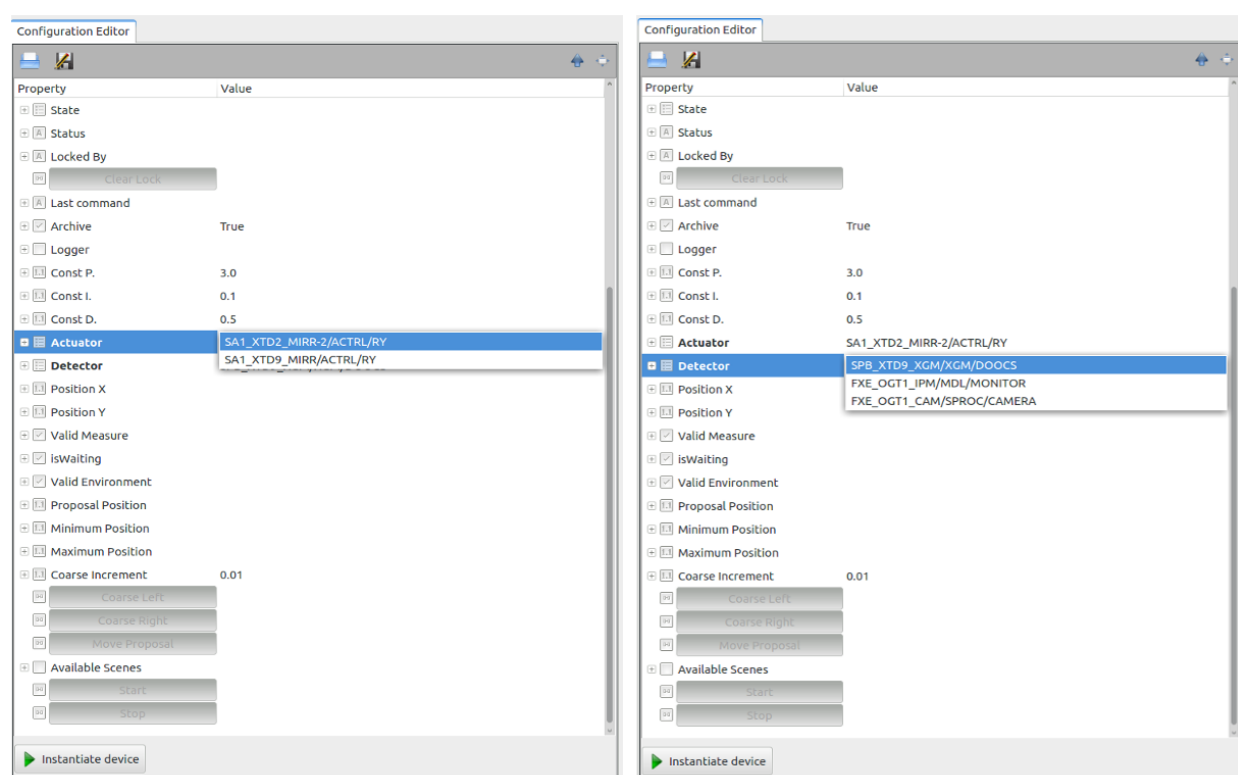 Configuration Editor
Property Value
State
Status
Locked By
Clear Lock
Last command
Archive True
Logger
Const P. 3.0
Const I. 0.1
Const D. 0.5
Actuator SA1_XTD2_MIRR-2/ACTRL/RY
SA1_XTD9_MIRR/ACTRL/RY
Detector
Position X
Position Y
Valid Measure
isWaiting
Valid Environment
Proposal Position
Minimum Position
Maximum Position
Coarse Increment 0.01
Coarse Left
Coarse Right
Move Proposal
Available Scenes
Start
Stop
Instantiate device
Configuration Editor
Property Value
State
Status
Locked By
Clear Lock
Last command
Archive True
Logger
Const P. 3.0
Const I. 0.1
Const D. 0.5
Actuator SA1_XTD2_MIRR-2/ACTRL/RY
Detector SPB_XTD9_XGM/XGM/DOOCS
FXE_OGT1_IPM/MDL/MONITOR
Position X
FXE_OGT1_CAM/SPROC/CAMERA
Position Y
Valid Measure
isWaiting
Valid Environment
Proposal Position
Minimum Position
Maximum Position
Coarse Increment 0.01
Coarse Left
Coarse Right
Move Proposal
Available Scenes
Start
Stop
Instantiate device